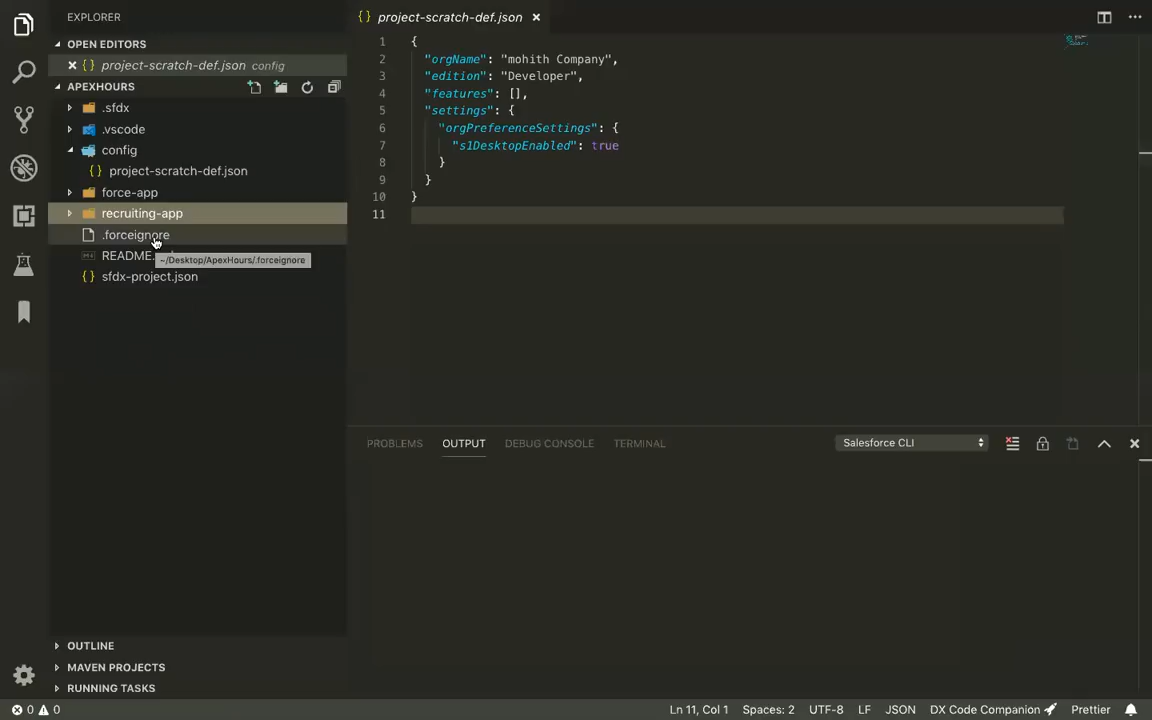 EXPLORER
OPEN EDITORS
project-scratch-def.json config
APEXHOURS
.sfdx
.vscode
config
{} project-scratch-def.json
force-app
recruiting-app
.forceignore
README.
~/Desktop/ApexHours/.forceignore
{} sfdx-project.json
OUTLINE
MAVEN PROJECTS
RUNNING TASKS
{} project-scratch-def.json
1 {
2 "orgName": "mohith Company",
3 "edition": "Developer",
4 "features": [],
5 "settings": {
6 "orgPreferenceSettings": {
7 "s1DesktopEnabled": true
8 }
9 }
10 }
11
PROBLEMS OUTPUT DEBUG CONSOLE TERMINAL Salesforce CLI
0 0 Ln 11, Col 1 Spaces: 2 UTF-8 LF JSON DX Code Companion Prettier